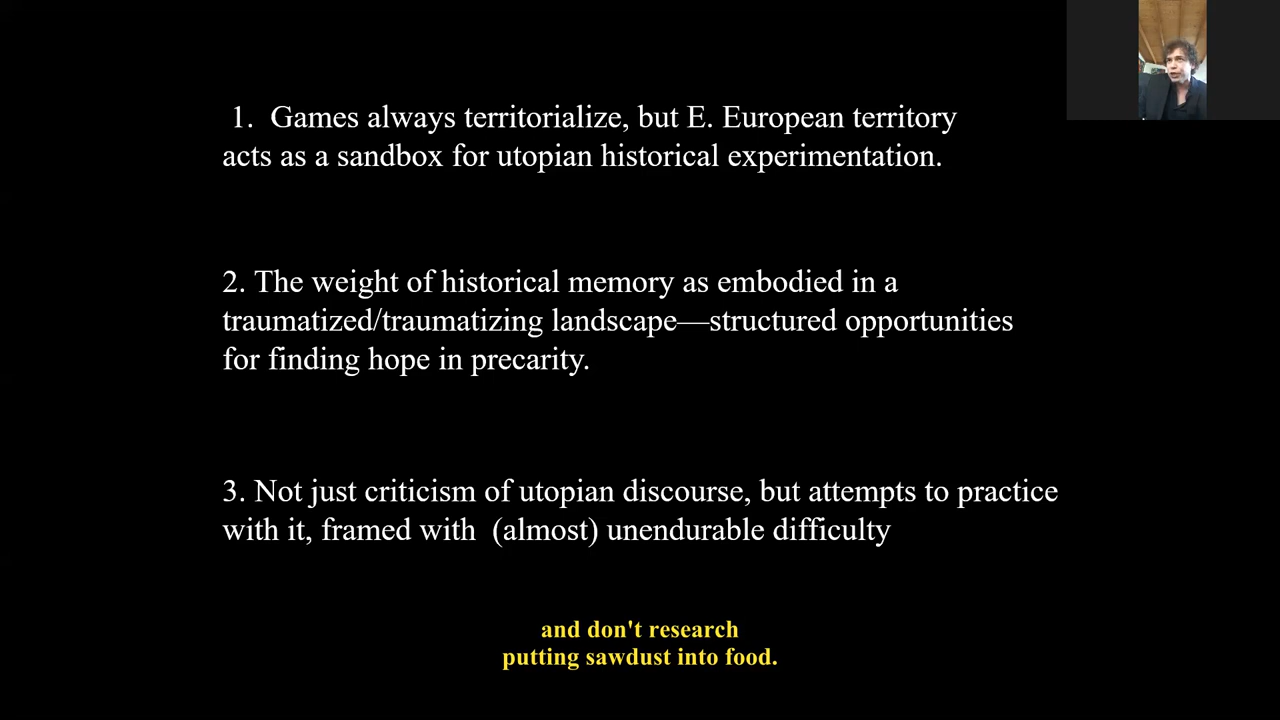 1. Games always territorialize, but E. European territory
acts as a sandbox for utopian historical experimentation.
2. The weight of historical memory as embodied in a
traumatized/traumatizing landscape—structured opportunities
for finding hope in precarity.
3. Not just criticism of utopian discourse, but attempts to practice
with it, framed with (almost) unendurable difficulty
and don't research
putting sawdust into food.